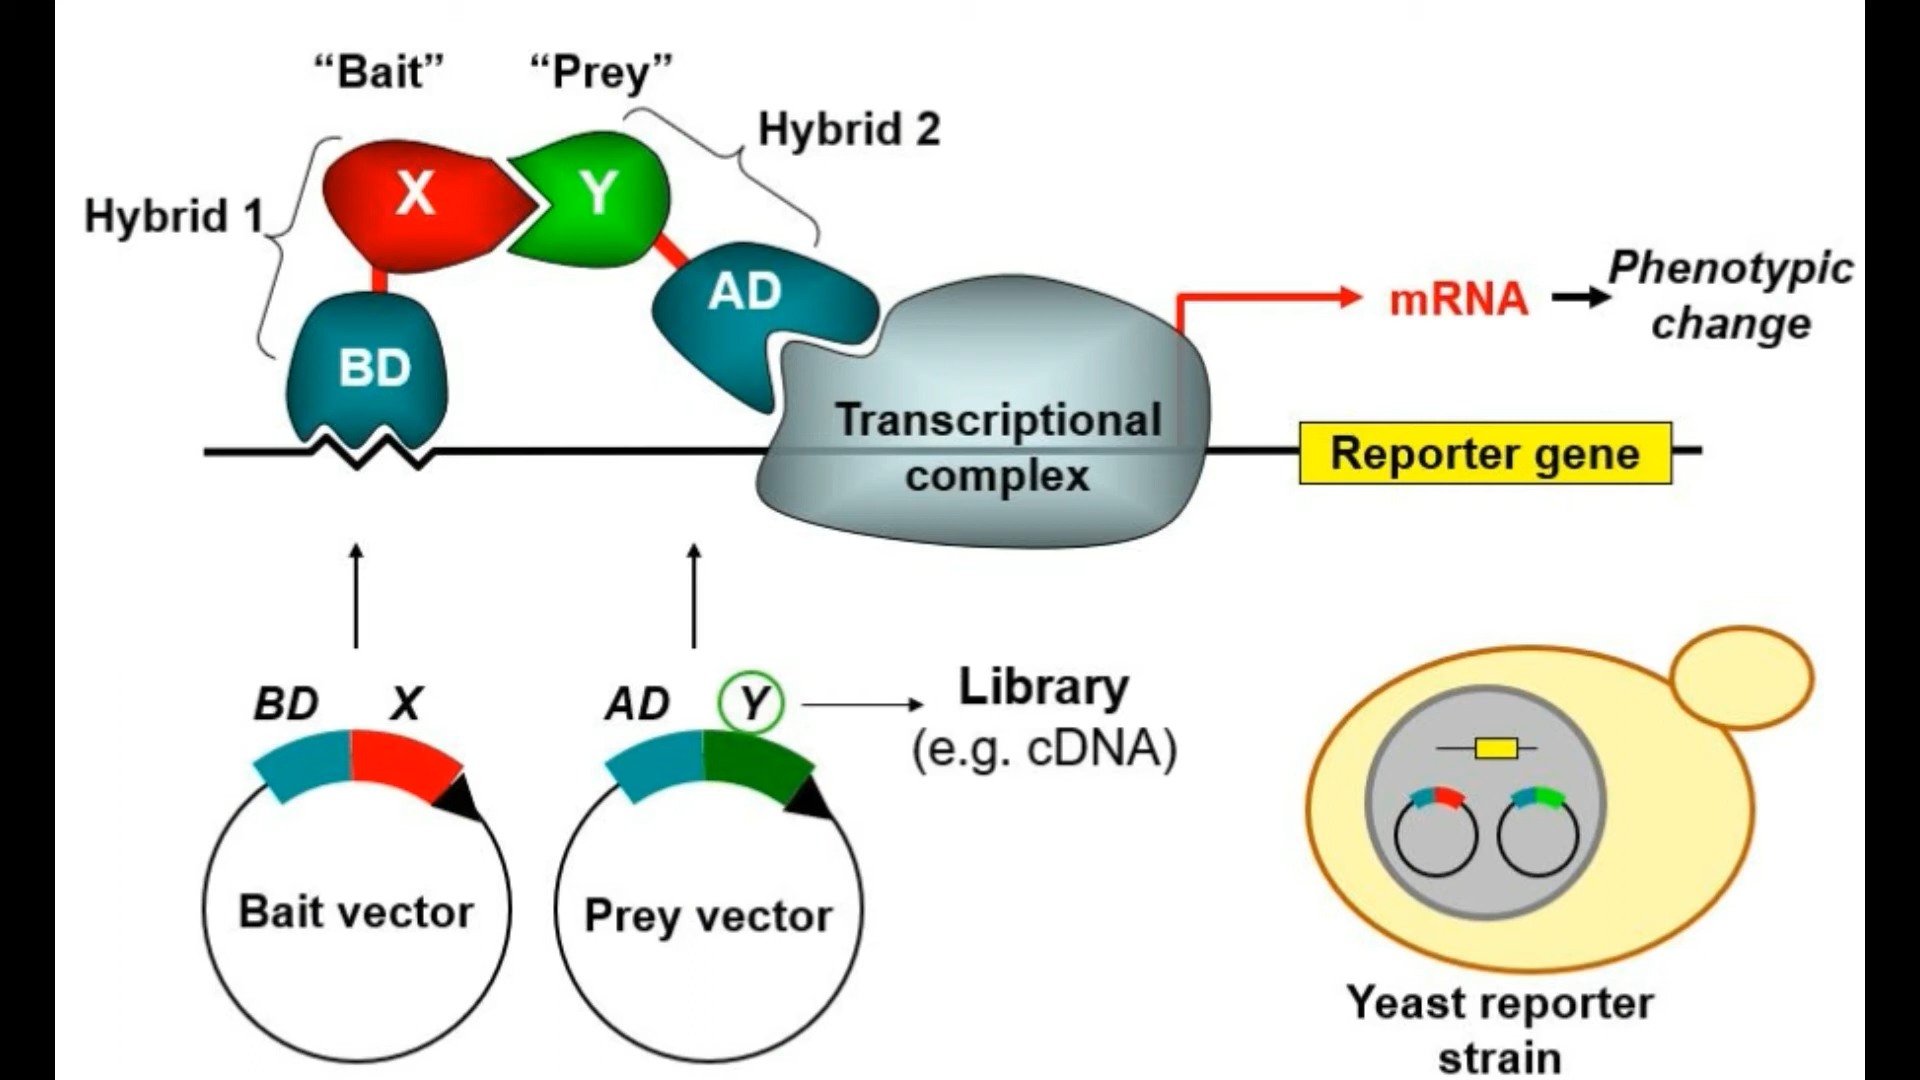 “Bait”
“Prey”
Hybrid 2
Hybrid 1
X
Y
AD
BD
mRNA
Phenotypic
change
Transcriptional
complex
Reporter gene
BD X
AD Y
Library
(e.g. cDNA)
Bait vector
Prey vector
Yeast reporter
strain